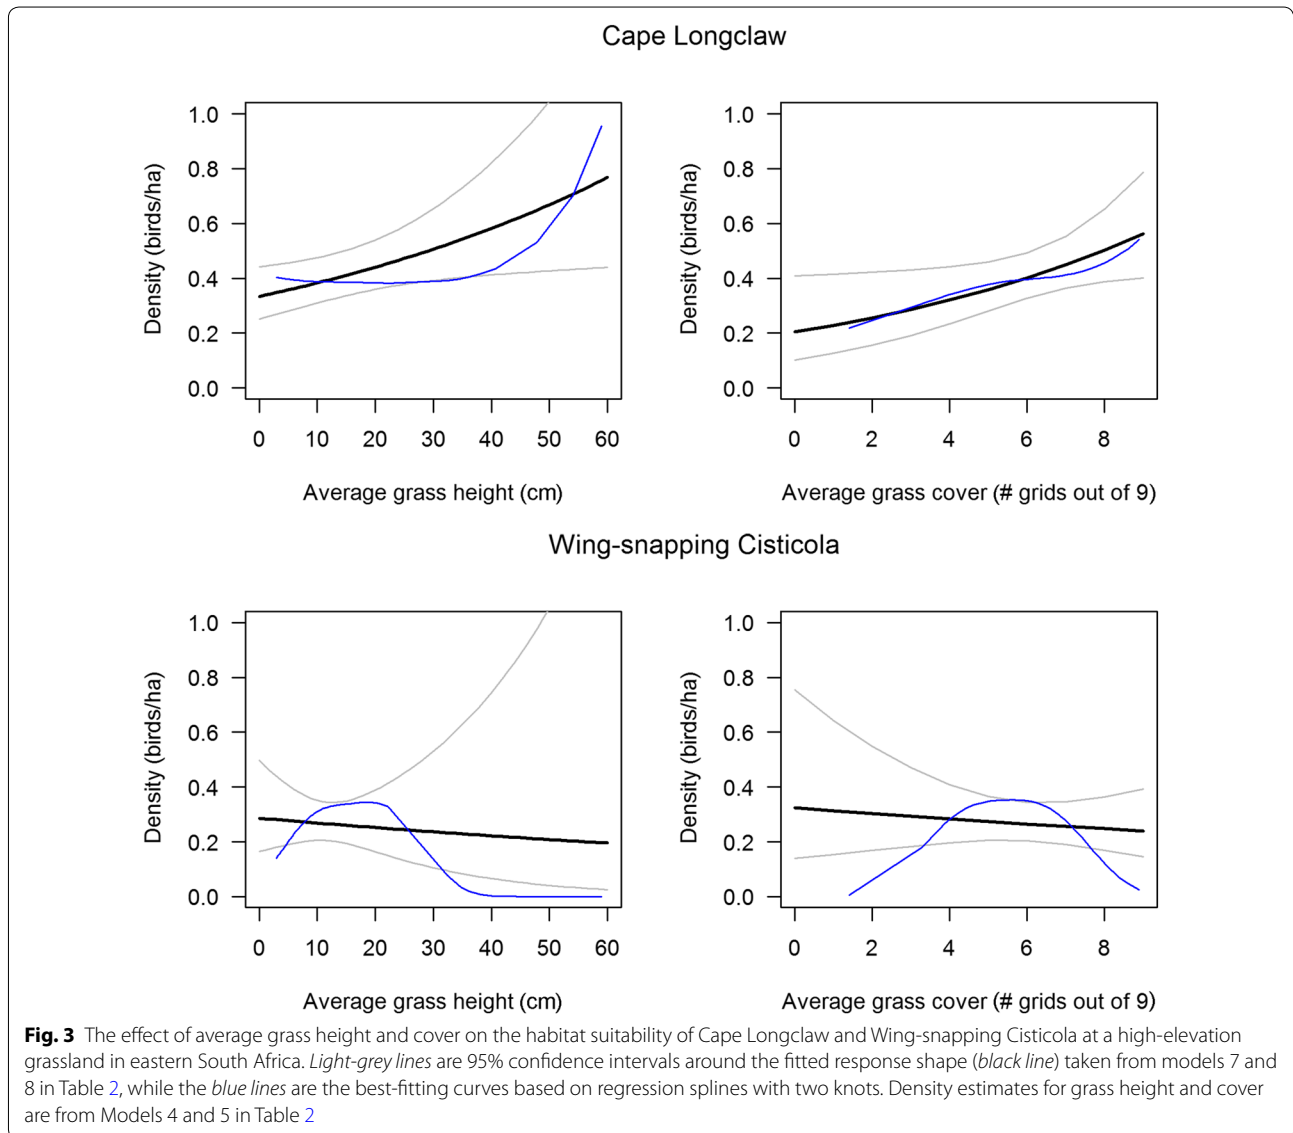 Cape Longclaw
1.0
0.8
0.6
0.4
0.2
0.0
Density (birds/ha)
0 10 20 30 40 50 60
Average grass height (cm)
1.0
0.8
0.6
0.4
0.2
0.0
Density (birds/ha)
0 2 4 6 8
Average grass cover (# grids out of 9)
Wing-snapping Cisticola
1.0
0.8
0.6
0.4
0.2
0.0
Density (birds/ha)
0 10 20 30 40 50 60
Average grass height (cm)
1.0
0.8
0.6
0.4
0.2
0.0
Density (birds/ha)
0 2 4 6 8
Average grass cover (# grids out of 9)
Fig. 3 The effect of average grass height and cover on the habitat suitability of Cape Longclaw and Wing-snapping Cisticola at a high-elevation
grassland in eastern South Africa. Light-grey lines are 95% confidence intervals around the fitted response shape (black line) taken from models 7 and
8 in Table 2, while the blue lines are the best-fitting curves based on regression splines with two knots. Density estimates for grass height and cover
are from Models 4 and 5 in Table 2